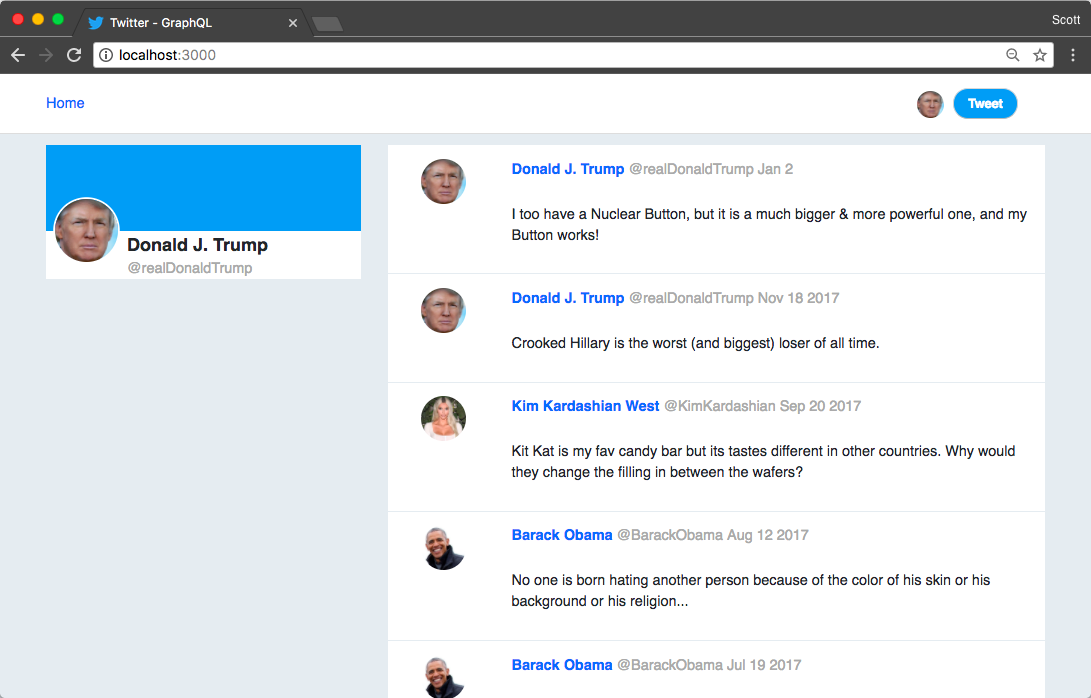 Twitter - GraphQL
Scott
localhost:3000
Home
Tweet
Donald J. Trump
@realDonaldTrump
Donald J. Trump @realDonaldTrump Jan 2
I too have a Nuclear Button, but it is a much bigger & more powerful one, and my
Button works!
Donald J. Trump @realDonaldTrump Nov 18 2017
Crooked Hillary is the worst (and biggest) loser of all time.
Kim Kardashian West @KimKardashian Sep 20 2017
Kit Kat is my fav candy bar but its tastes different in other countries. Why would
they change the filling in between the wafers?
Barack Obama @BarackObama Aug 12 2017
No one is born hating another person because of the color of his skin or his
background or his religion...
Barack Obama @BarackObama Jul 19 2017